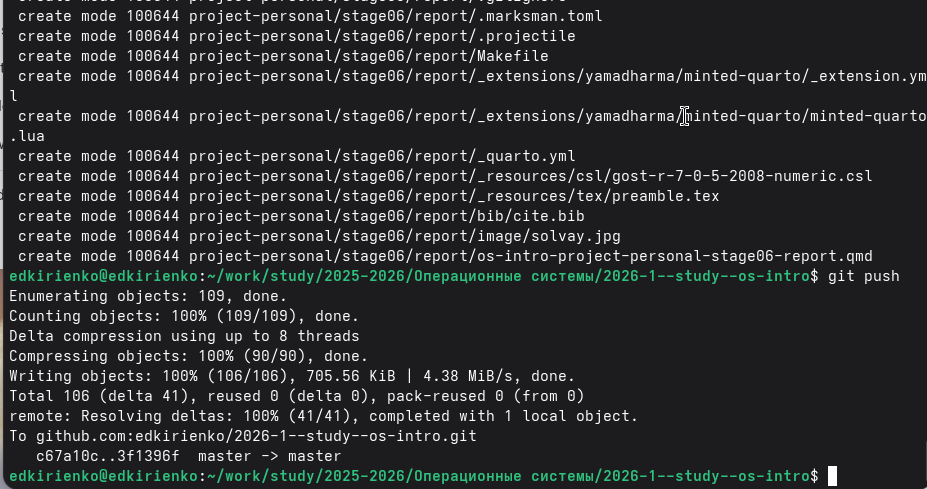 create mode 100644 project-personal/stage06/report/.marksman.toml
create mode 100644 project-personal/stage06/report/.projectile
create mode 100644 project-personal/stage06/report/Makefile
create mode 100644 project-personal/stage06/report/_extensions/yamadharma/minted-quarto/_extension.ym
l
create mode 100644 project-personal/stage06/report/_extensions/yamadharma/minted-quarto/minted-quarto
.lua
create mode 100644 project-personal/stage06/report/_quarto.yml
create mode 100644 project-personal/stage06/report/_resources/csl/gost-r-7-0-5-2008-numeric.csl
create mode 100644 project-personal/stage06/report/_resources/tex/preamble.tex
create mode 100644 project-personal/stage06/report/bib/cite.bib
create mode 100644 project-personal/stage06/report/image/solvay.jpg
create mode 100644 project-personal/stage06/report/os-intro-project-personal-stage06-report.qmd
edkirienko@edkirienko:~/work/study/2025-2026/Операционные системы/2026-1--study--os-intro$ git push
Enumerating objects: 109, done.
Counting objects: 100% (109/109), done.
Delta compression using up to 8 threads
Compressing objects: 100% (90/90), done.
Writing objects: 100% (106/106), 705.56 KiB | 4.38 MiB/s, done.
Total 106 (delta 41), reused 0 (delta 0), pack-reused 0 (from 0)
remote: Resolving deltas: 100% (41/41), completed with 1 local object.
To github.com:edkirienko/2026-1--study--os-intro.git
c67a10c..3f1396f  master -> master
edkirienko@edkirienko:~/work/study/2025-2026/Операционные системы/2026-1--study--os-intro$